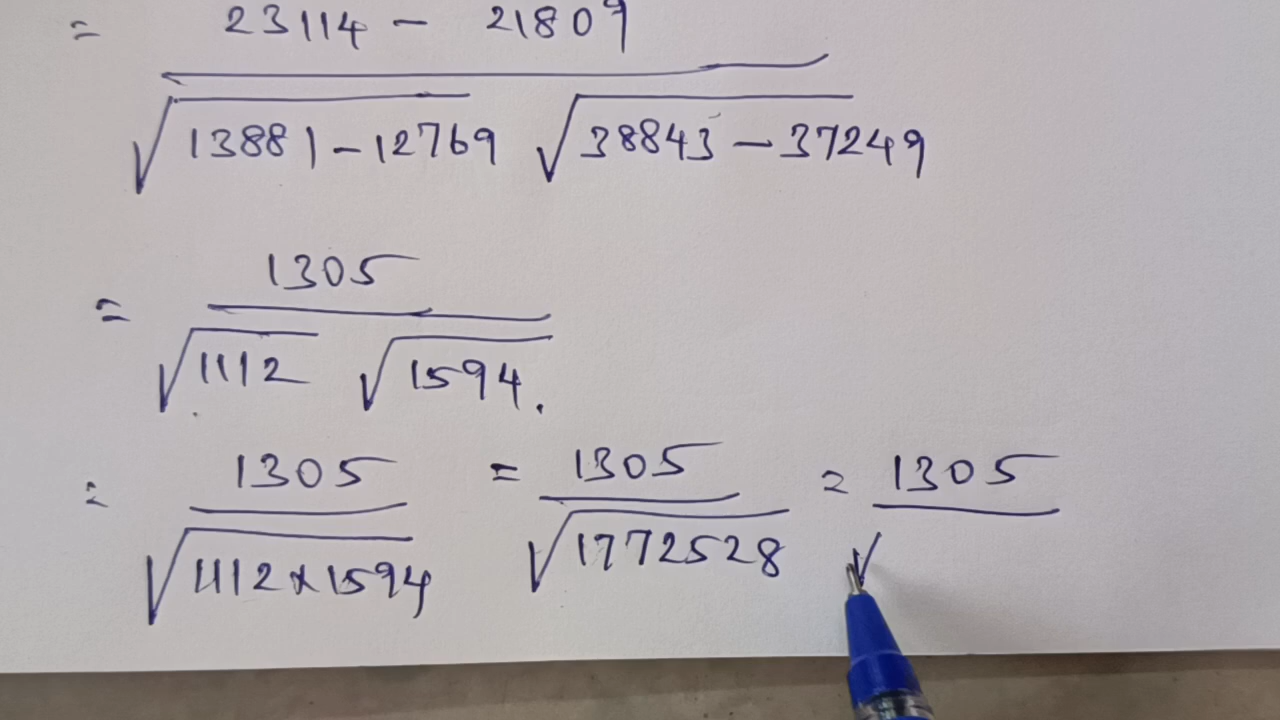 = 23114 - 21809
√13881-12769 √38843-37249
= 1305
√1112 √1594.
= 1305 = 1305 = 1305
√1112×1594 √1772528 √